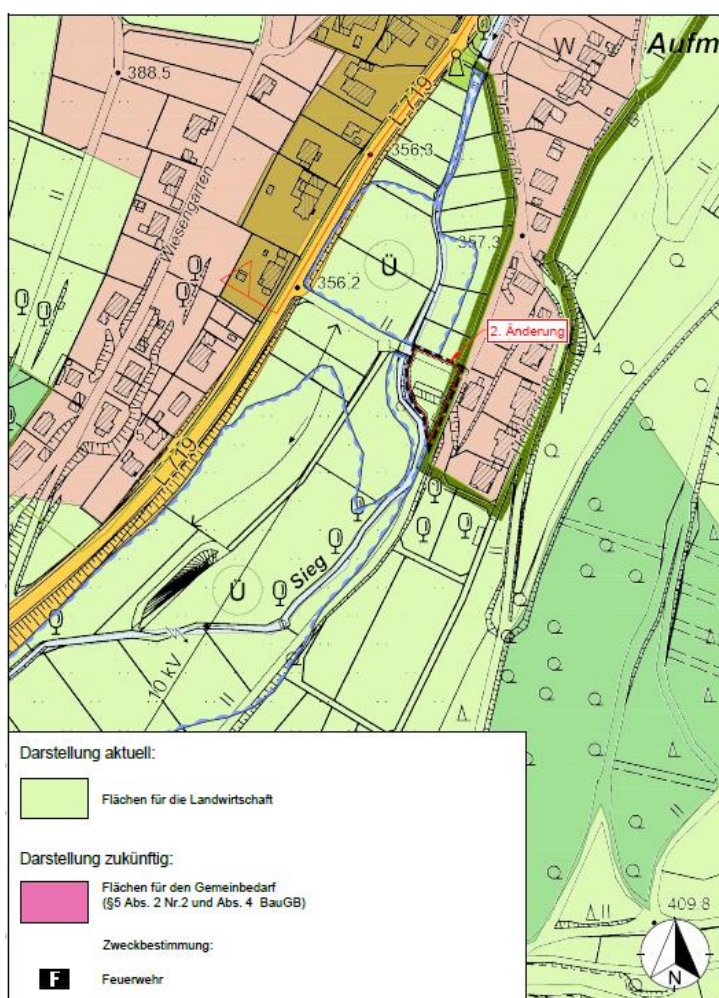 W
Aufm
388.5
L 719
356,3
Wiesengarten
357.3
Ü
356.2
2. Änderung
4
5
L719
Sieg
Ü
10 kV
Darstellung aktuell:
Flächen für die Landwirtschaft
Darstellung zukünftig:
Flächen für den Gemeinbedarf
(§5 Abs. 2 Nr.2 und Abs. 4 BauGB)
Zweckbestimmung:
F Feuerwehr
409.8
N